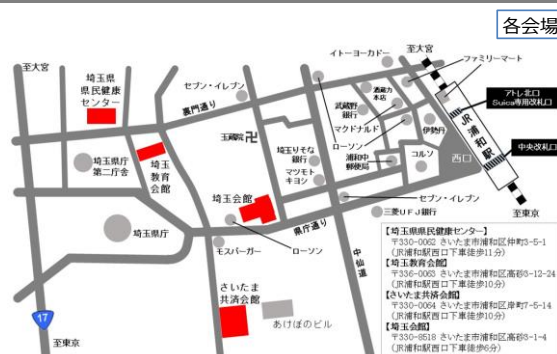 各会場
至大宮
イトーヨーカドー
至大宮
ファミリーマート
埼玉県
県民健康
センター
セブン-イレブン
裏門通り
酒蔵力
本店
武蔵野
銀行
マクドナルド
ローソン
伊勢丹
アトレ北口
Suica専用改札口
JR浦和駅
中央改札口
西口
コルソ
浦和中
郵便局
埼玉りそな
銀行
マツモト
キヨシ
玉蔵院
埼玉
教育
会館
埼玉県庁
第二庁舎
埼玉会館
セブン-イレブン
三菱UFJ銀行
至東京
埼玉県庁
県庁通り
モスバーガー
ローソン
中山道
さいたま
共済会館
あけぼのビル
17
至東京
【埼玉県県民健康センター】
〒330-0062 さいたま市浦和区仲町3-5-1
(JR浦和駅西口下車徒歩11分)
【埼玉教育会館】
〒336-0063 さいたま市浦和区高砂3-12-24
(JR浦和駅西口下車徒歩10分)
【さいたま共済会館】
〒330-0064 さいたま市浦和区岸町7-5-14
(JR浦和駅西口下車徒歩10分)
【埼玉会館】
〒330-8518 さいたま市浦和区高砂3-1-4
(JR浦和駅西口下車徒歩6分)